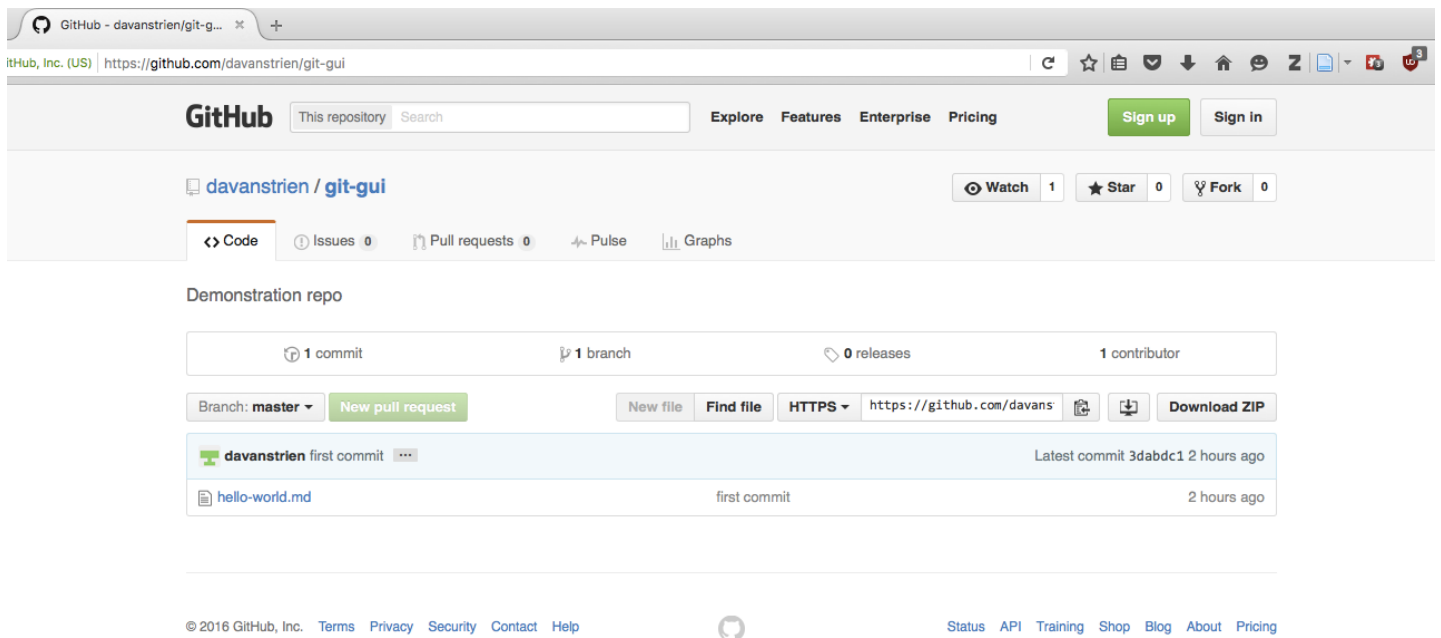 GitHub - davanstrien/git-g... × +
itHub, Inc. (US) https://github.com/davanstrien/git-gui Z 3
GitHub This repository Search Explore Features Enterprise Pricing Sign up Sign in
davanstrien / git-gui Watch 1 Star 0 Fork 0
<> Code Issues 0 Pull requests 0 Pulse Graphs
Demonstration repo
1 commit 1 branch 0 releases 1 contributor
Branch: master New pull request New file Find file HTTPS https://github.com/davans Download ZIP
davanstrien first commit ... Latest commit 3dabdc1 2 hours ago
hello-world.md first commit 2 hours ago
© 2016 GitHub, Inc. Terms Privacy Security Contact Help Status API Training Shop Blog About Pricing